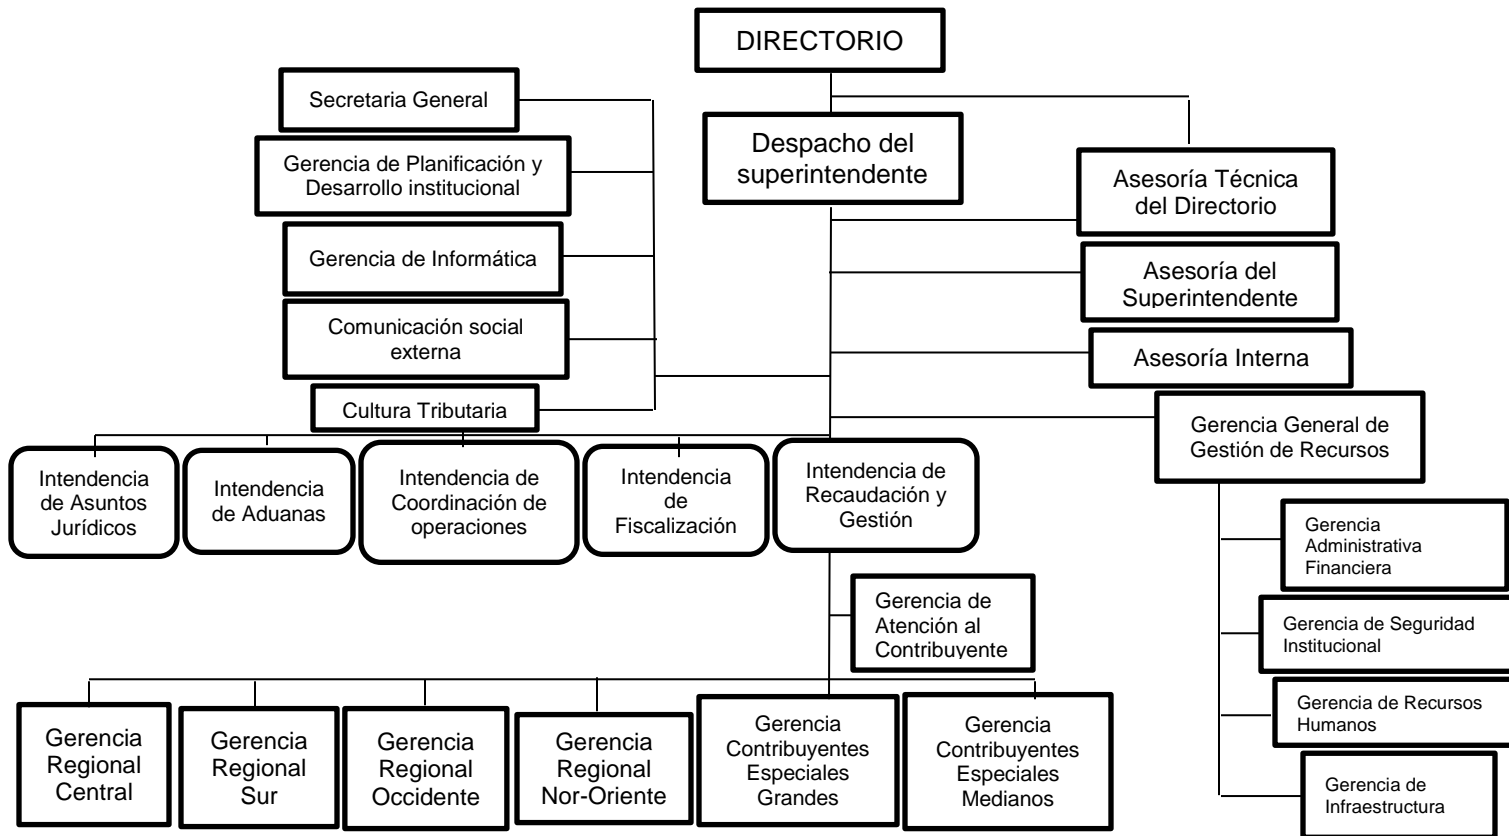 DIRECTORIO
Secretaria General
Despacho del
superintendente
Gerencia de Planificación y
Desarrollo institucional
Asesoría Técnica
del Directorio
Gerencia de Informática
Asesoría del
Superintendente
Comunicación social
externa
Asesoría Interna
Cultura Tributaria
Gerencia General de
Gestión de Recursos
Intendencia
de Asuntos
Jurídicos
Intendencia
de Aduanas
Intendencia de
Coordinación de
operaciones
Intendencia
de
Fiscalización
Intendencia de
Recaudación y
Gestión
Gerencia
Administrativa
Financiera
Gerencia de
Atención al
Contribuyente
Gerencia de Seguridad
Institucional
Gerencia de Recursos
Humanos
Gerencia
Regional
Central
Gerencia
Regional
Sur
Gerencia
Regional
Occidente
Gerencia
Regional
Nor-Oriente
Gerencia
Contribuyentes
Especiales
Grandes
Gerencia
Contribuyentes
Especiales
Medianos
Gerencia de
Infraestructura